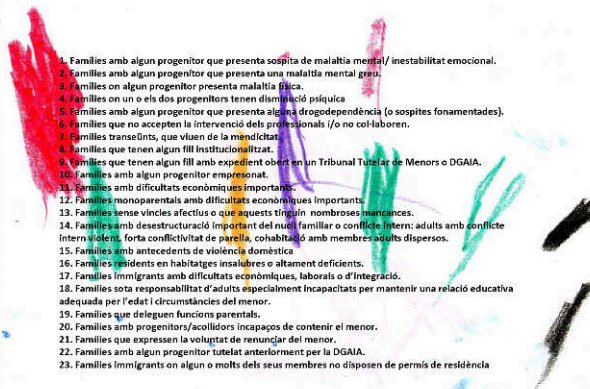 1. Famílies amb algun progenitor que presenta sospita de malaltia mental/ inestabilitat emocional.
2. Famílies amb algun progenitor que presenta una malaltia mental greu.
3. Famílies on algun progenitor presenta malaltia física.
4. Famílies on un o els dos progenitors tenen disminució psíquica
5. Famílies amb algun progenitor que presenta alguna drogodependència (o sospites fonamentades).
6. Famílies que no accepten la intervenció dels professionals i/o no col·laboren.
7. Famílies transeünts, que viuen de la mendicitat.
8. Famílies que tenen algun fill institucionalitzat.
9. Famílies que tenen algun fill amb expedient obert en un Tribunal Tutelar de Menors o DGAIA.
10. Famílies amb algun progenitor empresonat.
11. Famílies amb dificultats econòmiques importants.
12. Famílies monoparentals amb dificultats econòmiques importants.
13. Famílies sense vincles afectius o que aquests tinguin nombroses mancances.
14. Famílies amb desestructuració important del nucli familiar o conflicte intern: adults amb conflicte
intern violent, forta conflictivitat de parella, cohabitació amb membres adults dispersos.
15. Famílies amb antecedents de violència domèstica
16. Famílies residents en habitatges insalubres o altament deficients.
17. Famílies immigrants amb dificultats econòmiques, laborals o d'integració.
18. Famílies sota responsabilitat d'adults especialment incapacitats per mantenir una relació educativa
adequada per l'edat i circumstàncies del menor.
19. Famílies que deleguen funcions parentals.
20. Famílies amb progenitors/acollidors incapaços de contenir el menor.
21. Famílies que expressen la voluntat de renunciar del menor.
22. Famílies amb algun progenitor tutelat anteriorment per la DGAIA.
23. Famílies immigrants on algun o molts dels seus membres no disposen de permís de residència